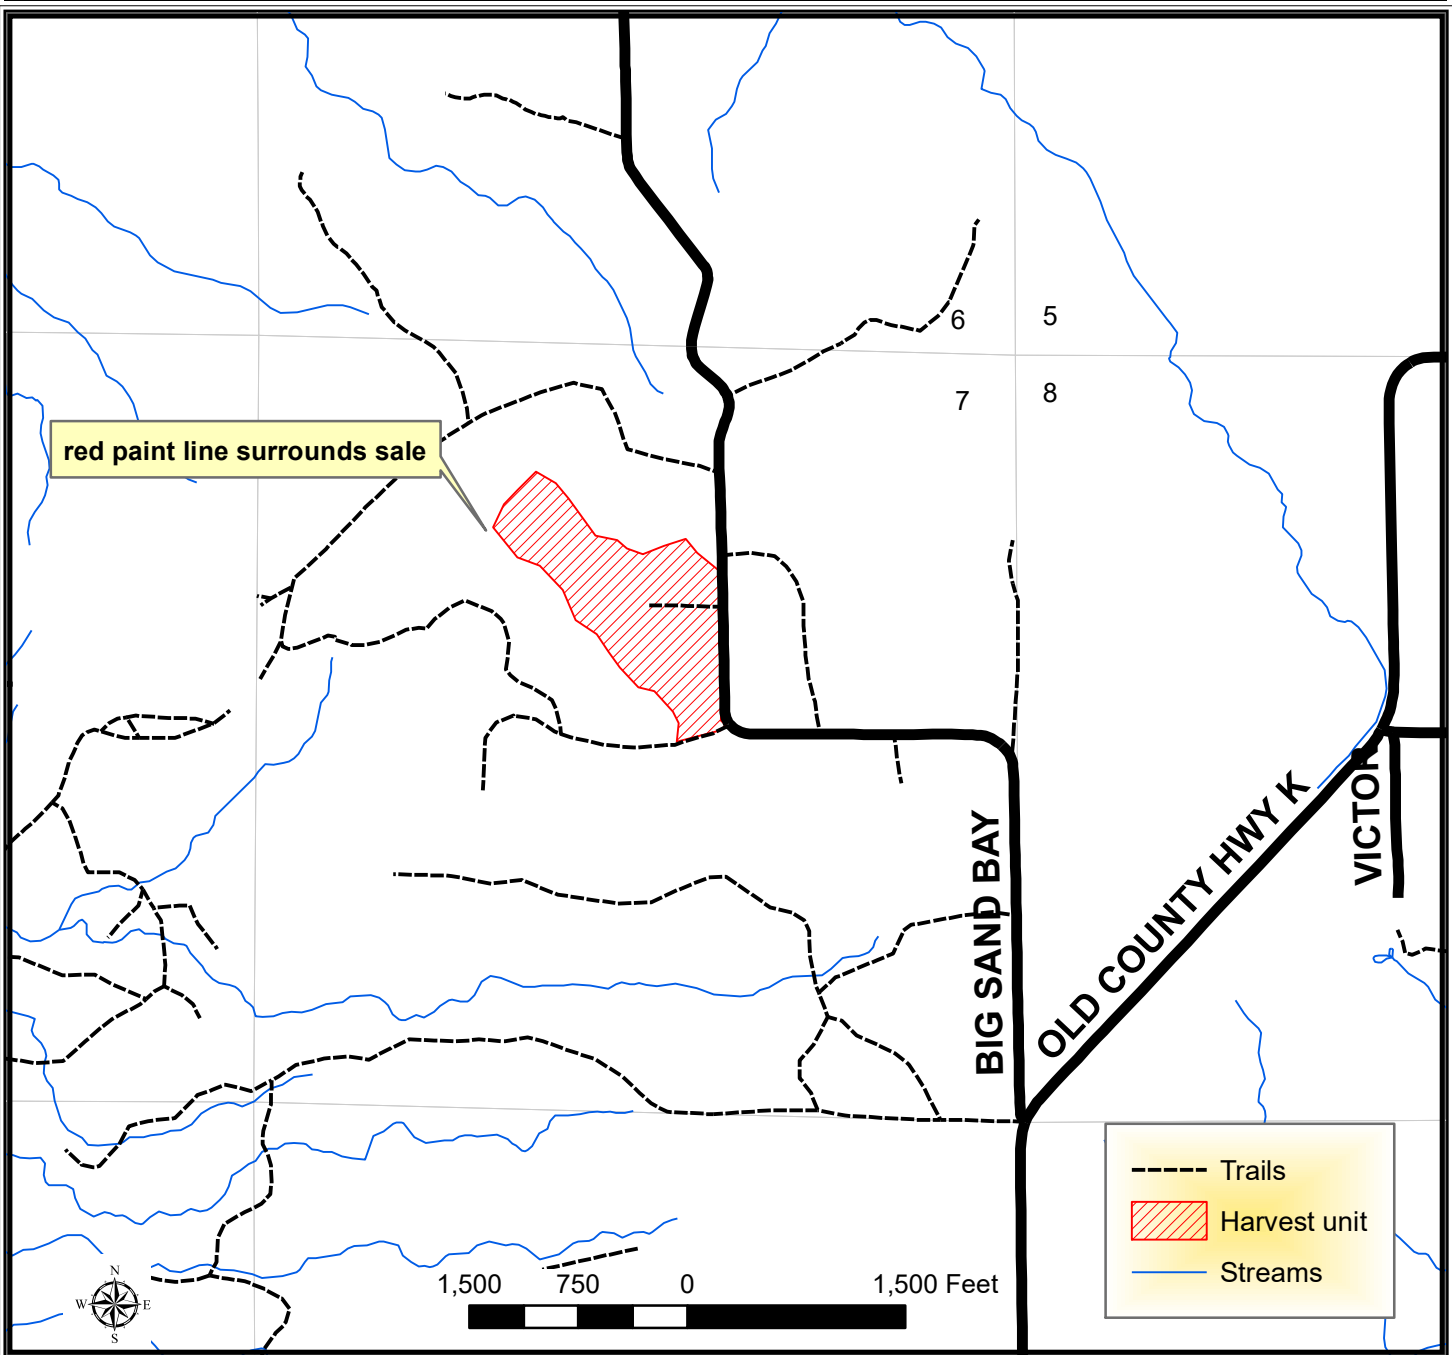 6
5
7
8
red paint line surrounds sale
VICTOR
BIG SAND BAY
OLD COUNTY HWY K
Trails
Harvest unit
Streams
N
W
E
S
1,500 750 0 1,500 Feet